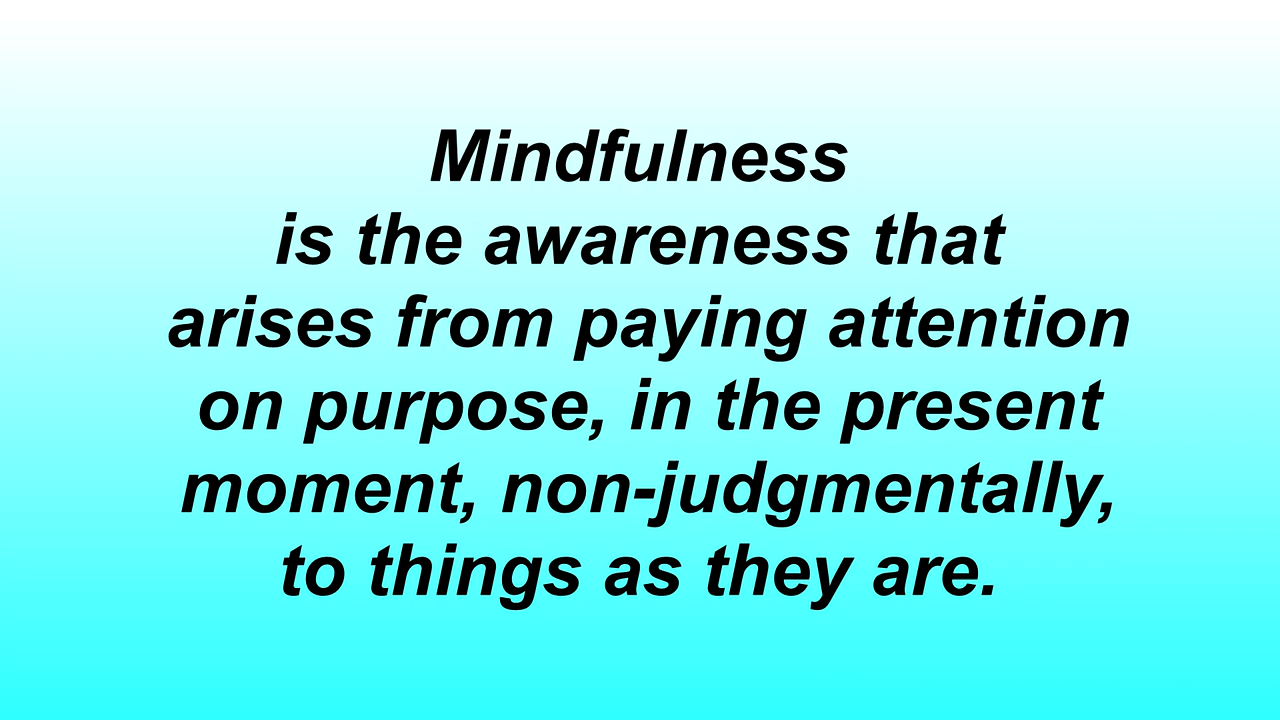 Mindfulness
is the awareness that
arises from paying attention
on purpose, in the present
moment, non-judgmentally,
to things as they are.